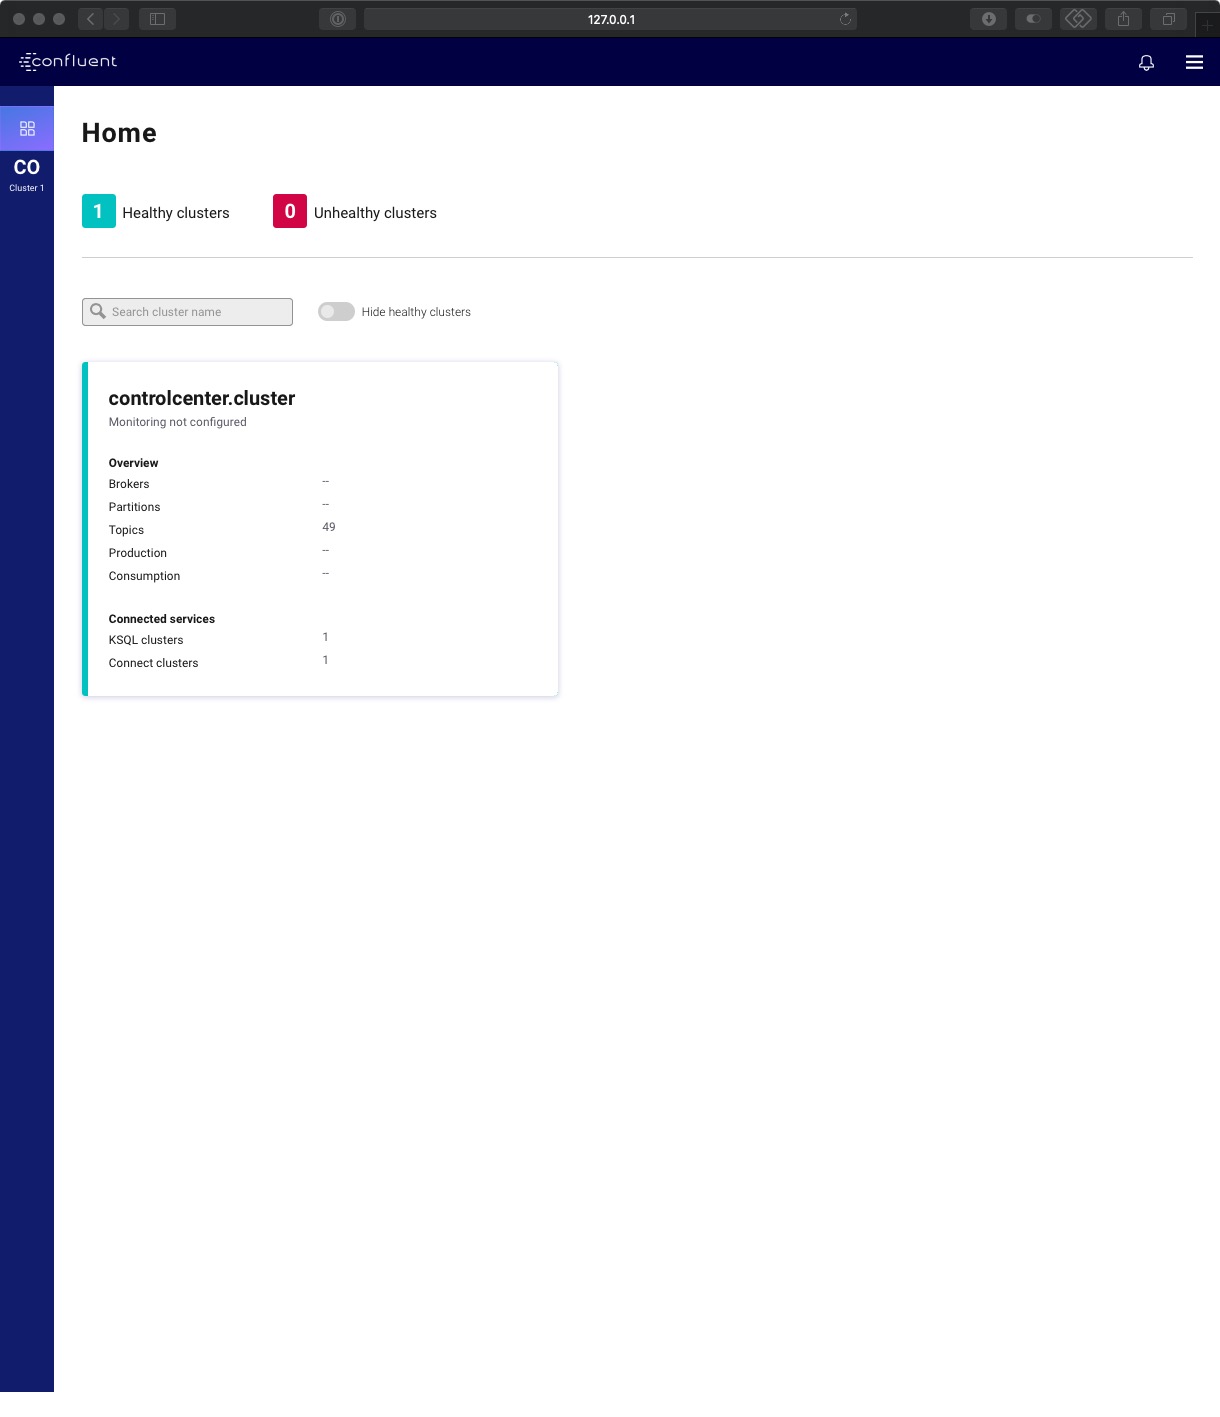 127.0.0.1
confluent
CO
Cluster 1
Home
1 Healthy clusters 0 Unhealthy clusters
Search cluster name Hide healthy clusters
controlcenter.cluster
Monitoring not configured
Overview
Brokers --
Partitions --
Topics 49
Production --
Consumption --
Connected services
KSQL clusters 1
Connect clusters 1